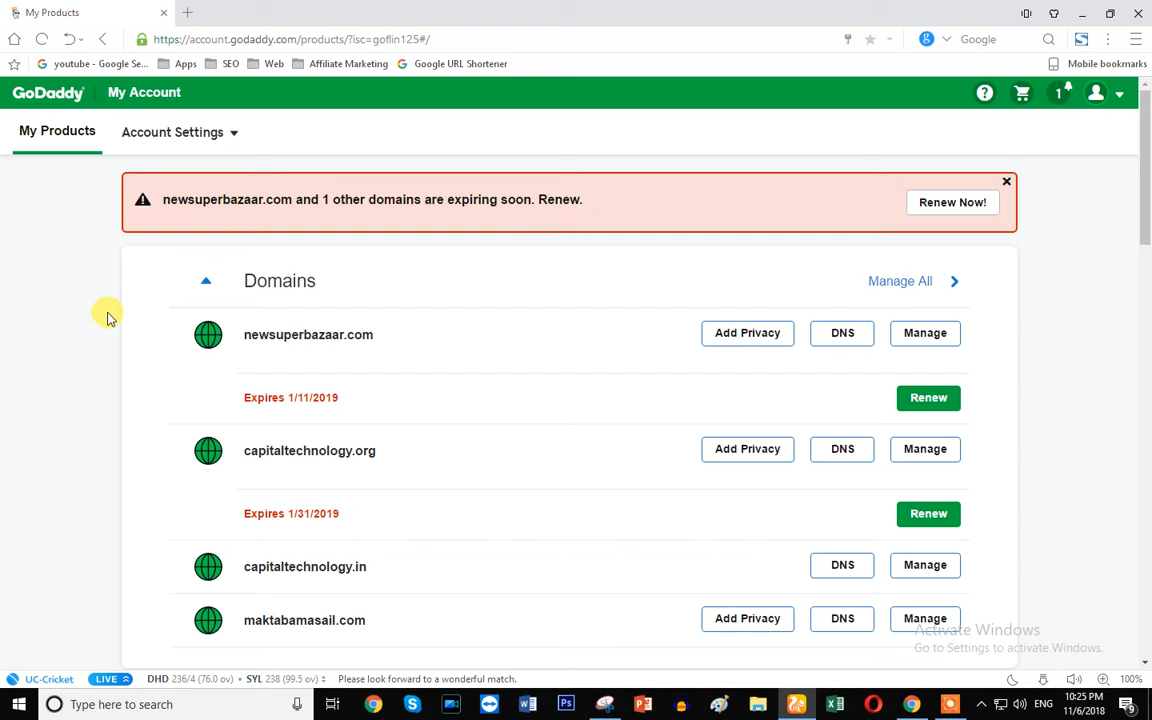 My Products
https://account.godaddy.com/products/?isc=goflin125#/
Google
youtube - Google Se... Apps SEO Web Affiliate Marketing Google URL Shortener Mobile bookmarks
GoDaddy My Account 1
My Products Account Settings
newsuperbazaar.com and 1 other domains are expiring soon. Renew.
Renew Now!
Domains Manage All
newsuperbazaar.com Add Privacy DNS Manage
Expires 1/11/2019 Renew
capitaltechnology.org Add Privacy DNS Manage
Expires 1/31/2019 Renew
capitaltechnology.in DNS Manage
maktabamasail.com Add Privacy DNS Manage
Activate Windows
Go to Settings to activate Windows.
UC-Cricket LIVE DHD 236/4 (76.0 ov) • SYL 238 (99.5 ov) Please look forward to a wonderful match. 100%
Type here to search ENG 10:25 PM
11/6/2018 9